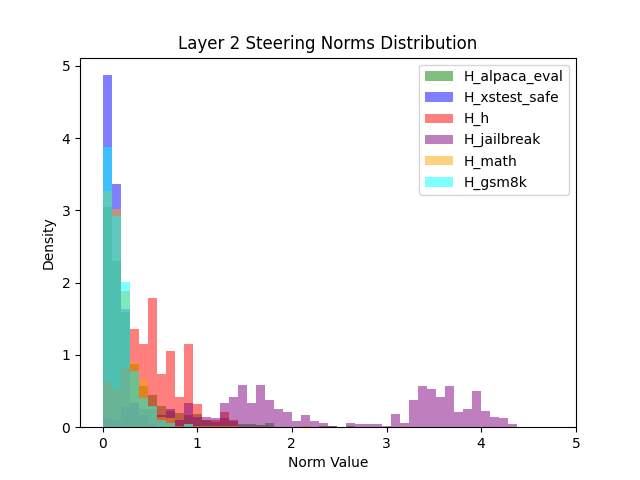 Layer 2 Steering Norms Distribution
H_alpaca_eval
H_xstest_safe
H_h
H_jailbreak
H_math
H_gsm8k
Density
5
4
3
2
1
0
0 1 2 3 4 5
Norm Value